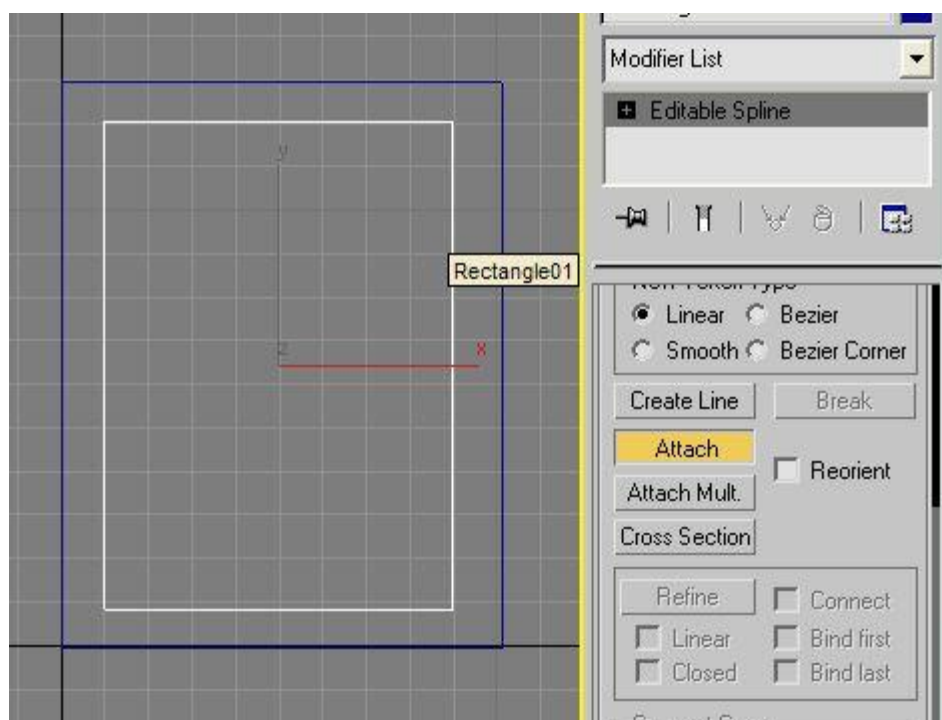 Modifier List
Editable Spline
y
Rectangle01
z
x
Linear
Bezier
Smooth
Bezier Corner
Create Line
Break
Attach
Reorient
Attach Mult.
Cross Section
Refine
Connect
Linear
Bind first
Closed
Bind last